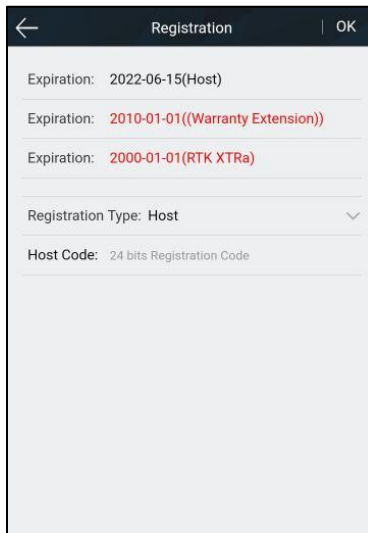 Registration
OK
Expiration: 2022-06-15(Host)
Expiration: 2010-01-01((Warranty Extension))
Expiration: 2000-01-01(RTK XTRa)
Registration Type: Host
Host Code: 24 bits Registration Code